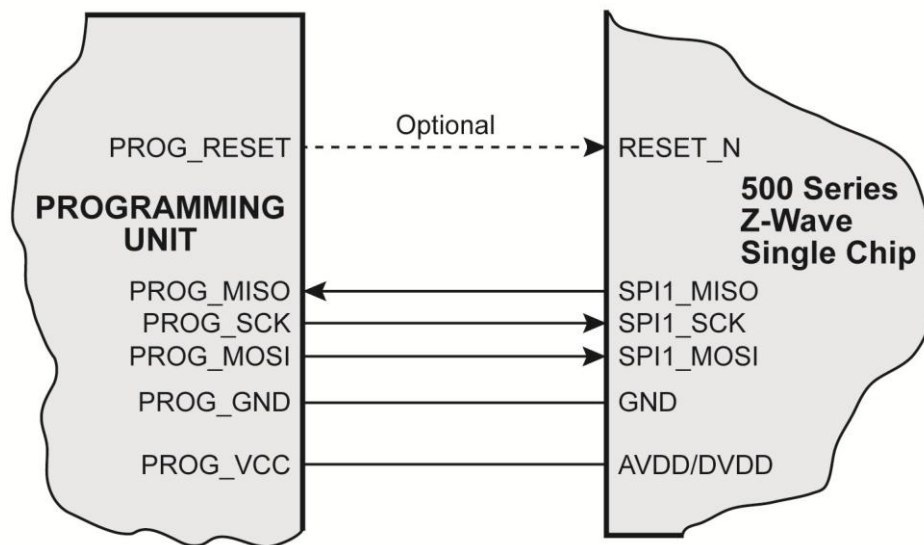 Optional
PROG_RESET
RESET_N
PROGRAMMING
UNIT
500 Series
Z-Wave
Single Chip
PROG_MISO
SPI1_MISO
PROG_SCK
SPI1_SCK
PROG_MOSI
SPI1_MOSI
PROG_GND
GND
PROG_VCC
AVDD/DVDD